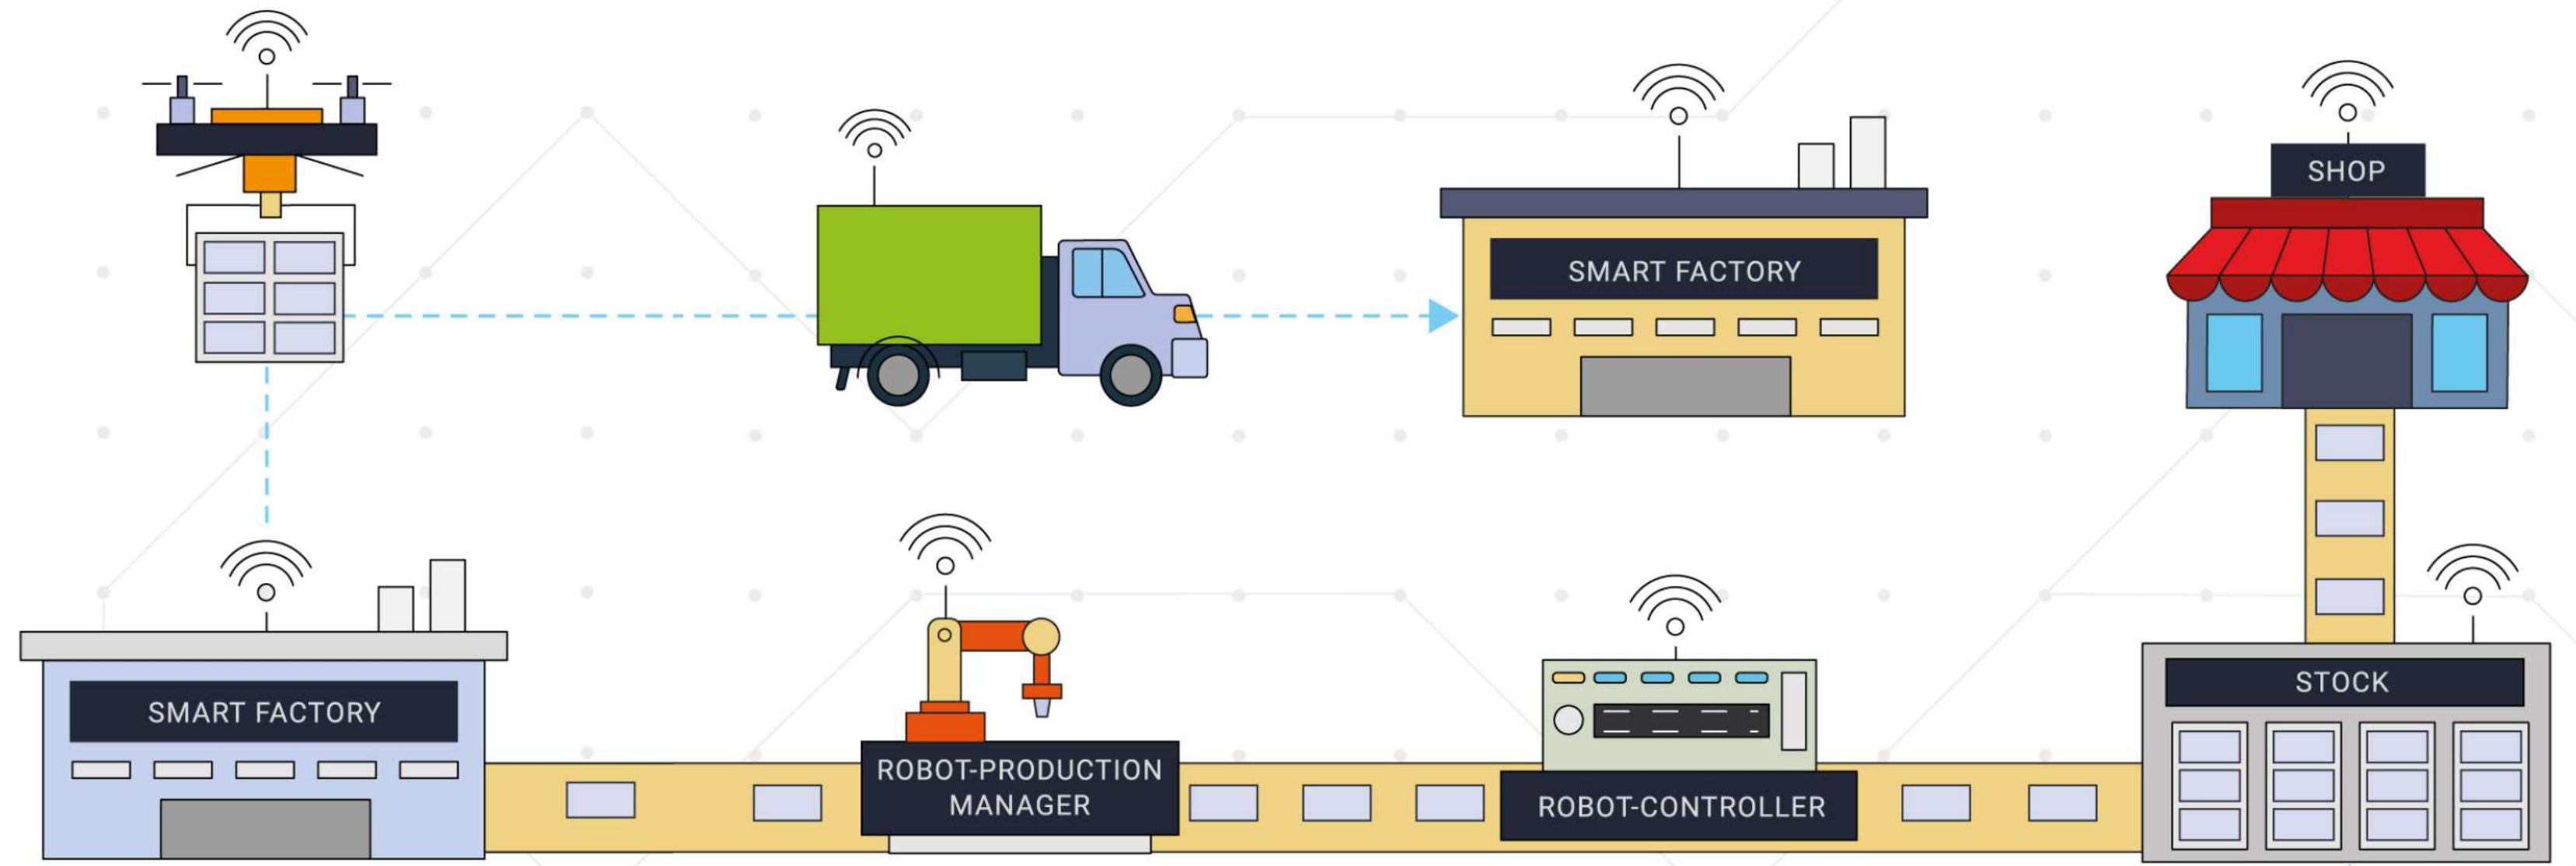 SHOP
SMART FACTORY
SMART FACTORY
ROBOT-PRODUCTION
MANAGER
ROBOT-CONTROLLER
STOCK